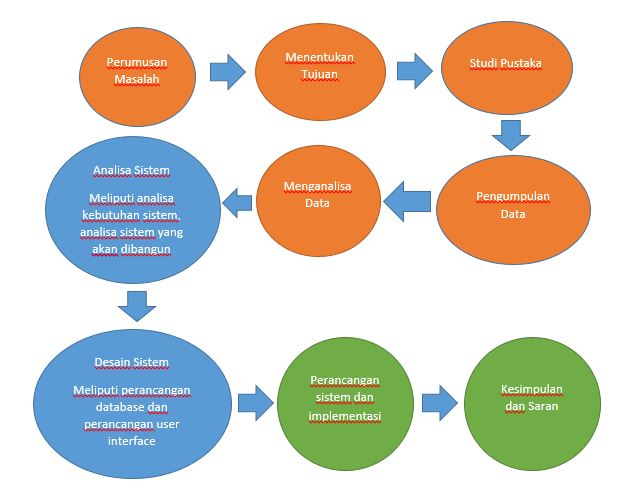 Perumusan
Masalah
Menentukan
Tujuan
Studi Pustaka
Pengumpulan
Data
Menganalisa
Data
Analisa Sistem
Meliputi analisa
kebutuhan sistem,
analisa sistem yang
akan dibangun
Desain Sistem
Meliputi perancangan
database dan
perancangan user
interface
Perancangan
sistem dan
implementasi
Kesimpulan
dan Saran